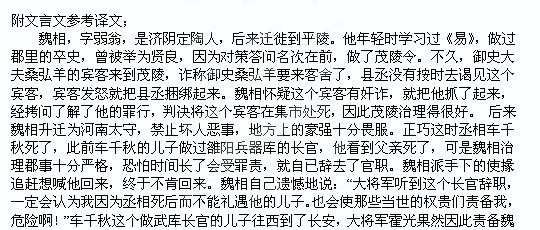 附文言文参考译文：
魏相，字弱翁，是济阴定陶人，后来迁徙到平陵。他年轻时学习过《易》，做过
郡里的卒史，曾被举为贤良，因为对策答问名次在前，做了茂陵令。不久，御史大
夫桑弘羊的宾客来到茂陵，诈称御史桑弘羊要来客舍了，县丞没有按时去谒见这个
宾客，宾客发怒就把县丞捆绑起来。魏相怀疑这个宾客有奸诈，就把他抓了起来，
经拷问了解了他的罪行，判决将这个宾客在集市处死，因此茂陵治理得很好。 后来
魏相升迁为河南太守，禁止坏人恶事，地方上的豪强十分畏服。正巧这时丞相车千
秋死了，此前车千秋的儿子做过雒阳兵器库的长官，他看到父亲死了，可是魏相治
理郡事十分严格，恐怕时间长了会受罪责，就自己辞去了官职。魏相派手下的使掾
追赶想喊他回来，终于不肯回来。魏相自己遗憾地说：“大将军听到这个长官辞职，
一定会认为我因为丞相死后而不能礼遇他的儿子。也会使那些当世的权贵们责备我，
危险啊！”车千秋这个做武库长官的儿子往西到了长安，大将军霍光果然因此责备魏